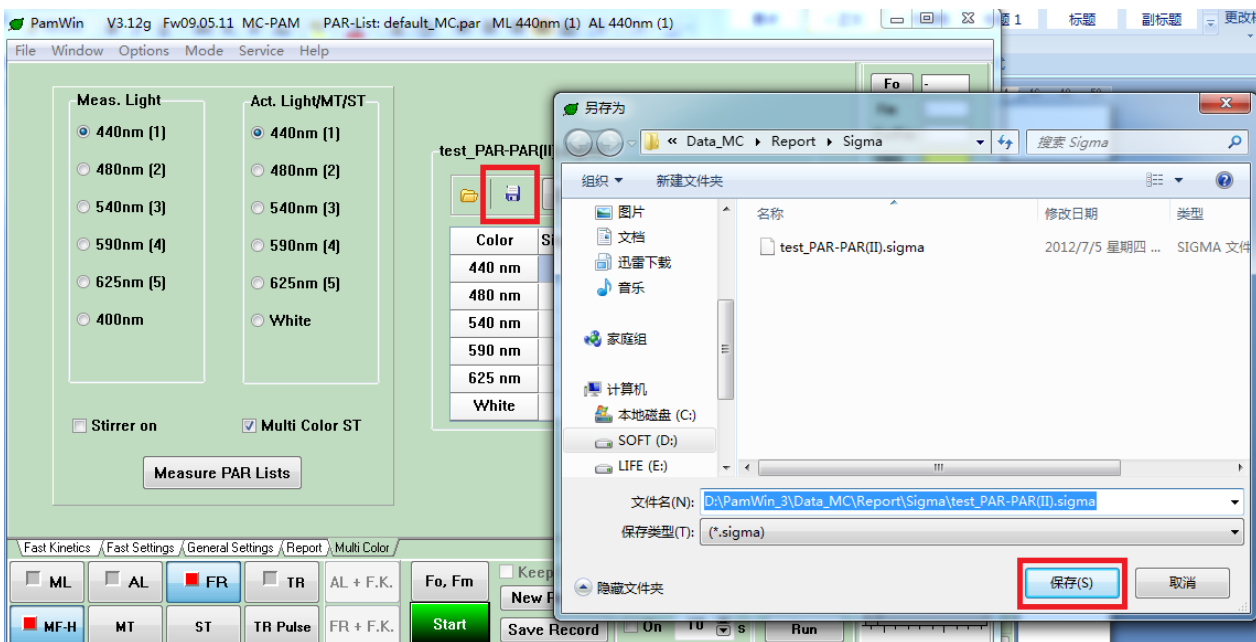 PamWin V3.12g Fw09.05.11 MC-PAM PAR-List: default_MC.par ML 440nm (1) AL 440nm (1)
标题 副标题 更改
File Window Options Mode Service Help
Meas. Light
440nm (1)
480nm (2)
540nm (3)
590nm (4)
625nm (5)
400nm
Act. Light/MT/ST
440nm (1)
480nm (2)
540nm (3)
590nm (4)
625nm (5)
White
Stirrer on
Multi Color ST
Measure PAR Lists
Fo -
test_PAR-PAR(II)
Color
440 nm
480 nm
540 nm
590 nm
625 nm
White
另存为
« Data_MC ▸ Report ▸ Sigma
搜索 Sigma
组织 新建文件夹
图片
文档
迅雷下载
音乐
家庭组
计算机
本地磁盘 (C:)
SOFT (D:)
LIFE (E:)
名称 修改日期 类型
test_PAR-PAR(II).sigma 2012/7/5 星期四 ... SIGMA 文件
文件名(N): D:\PamWin_3\Data_MC\Report\Sigma\test_PAR-PAR(II).sigma
保存类型(T): (*.sigma)
隐藏文件夹
保存(S) 取消
Fast Kinetics Fast Settings General Settings Report Multi Color
ML AL FR TR AL + F.K. Fo, Fm Keep
New
MF-H MT ST TR Pulse FR + F.K. Start Save Record On 10 s Run